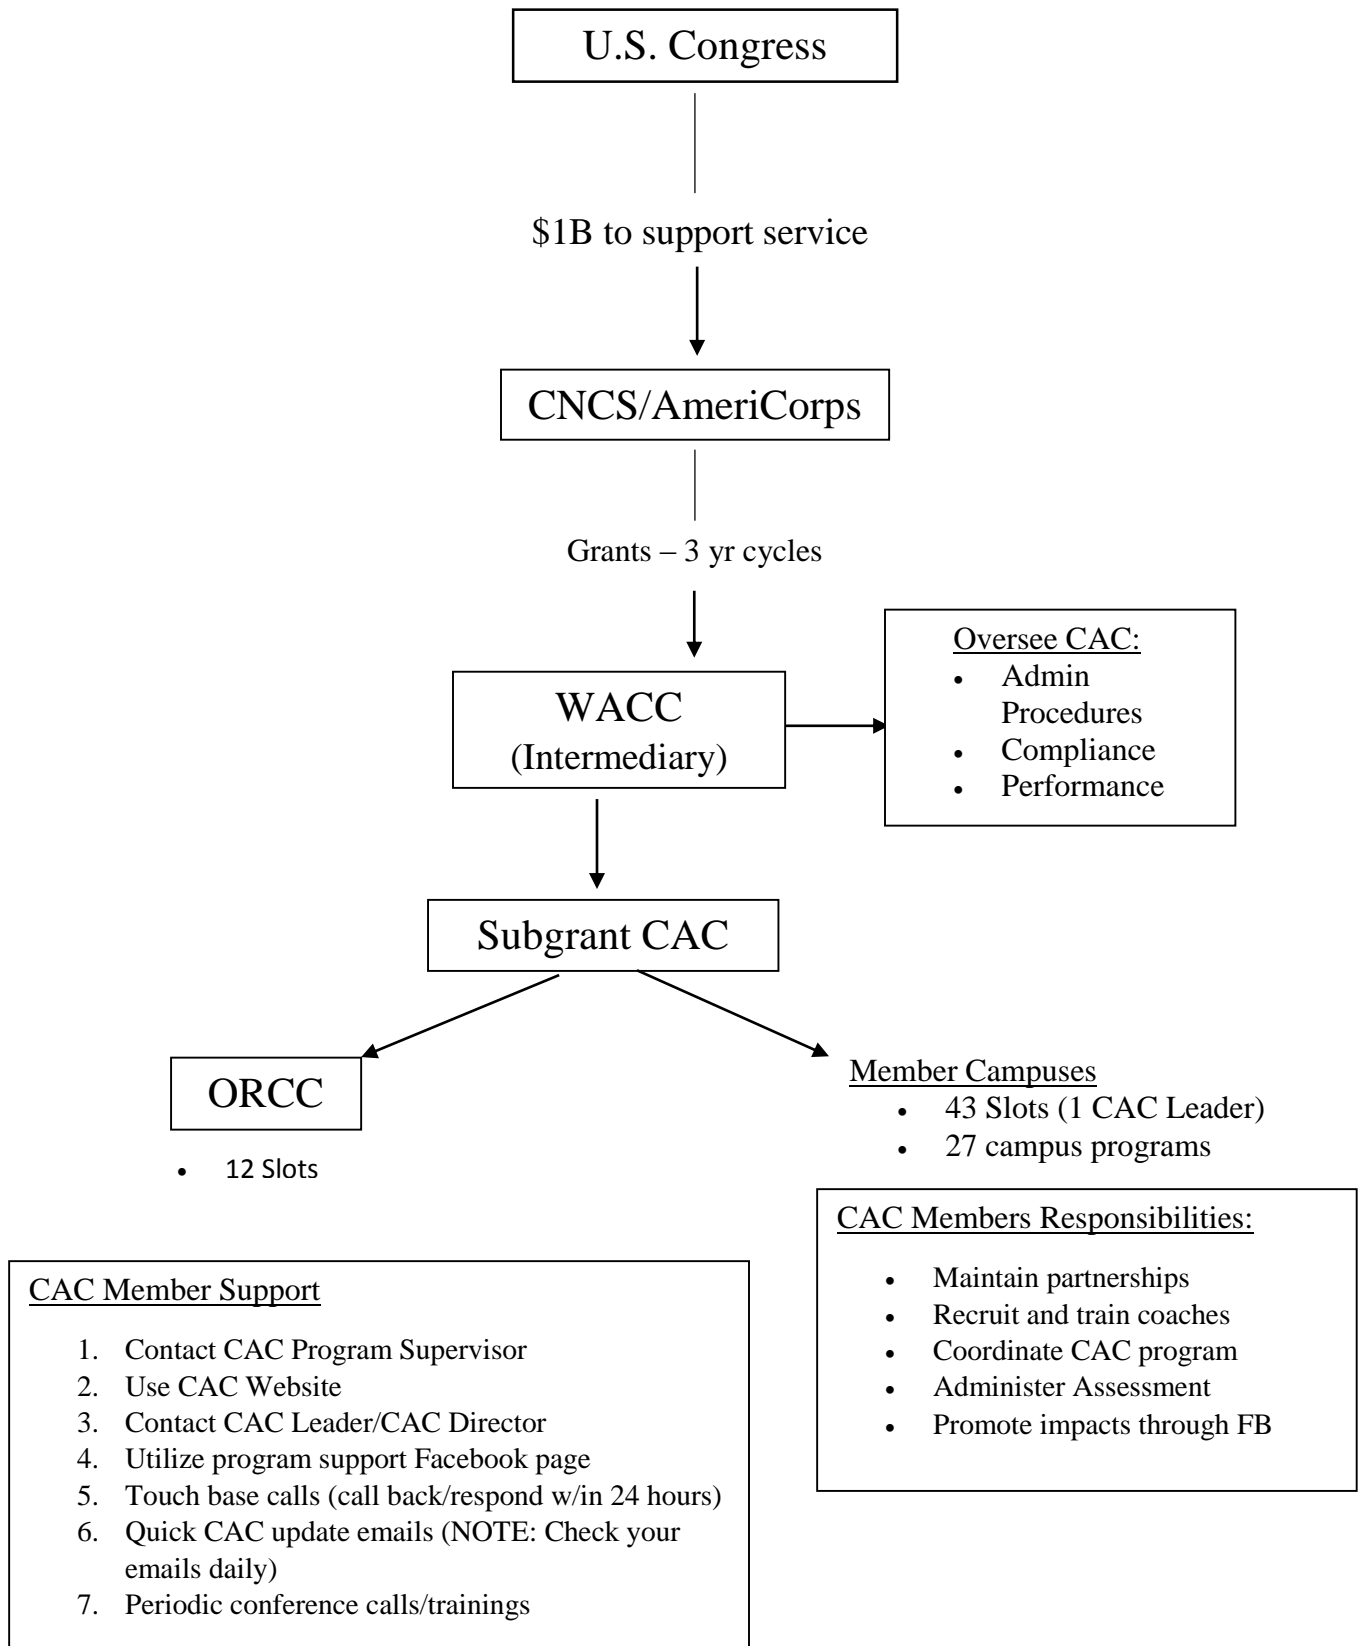 U.S. Congress
$1B to support service
CNCS/AmeriCorps
Grants – 3 yr cycles
WACC
(Intermediary)
Oversee CAC:
• Admin
Procedures
• Compliance
• Performance
Subgrant CAC
ORCC
• 12 Slots
Member Campuses
• 43 Slots (1 CAC Leader)
• 27 campus programs
CAC Members Responsibilities:
• Maintain partnerships
• Recruit and train coaches
• Coordinate CAC program
• Administer Assessment
• Promote impacts through FB
CAC Member Support
1. Contact CAC Program Supervisor
2. Use CAC Website
3. Contact CAC Leader/CAC Director
4. Utilize program support Facebook page
5. Touch base calls (call back/respond w/in 24 hours)
6. Quick CAC update emails (NOTE: Check your
emails daily)
7. Periodic conference calls/trainings